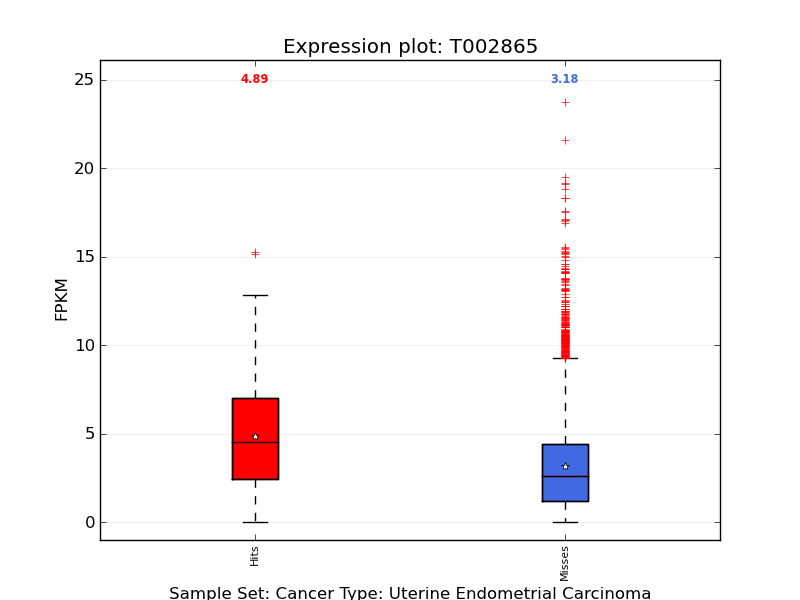 Expression plot: T002865
4.89
3.18
25
20
15
10
5
0
FPKM
Hits
Misses
Sample Set: Cancer Type: Uterine Endometrial Carcinoma